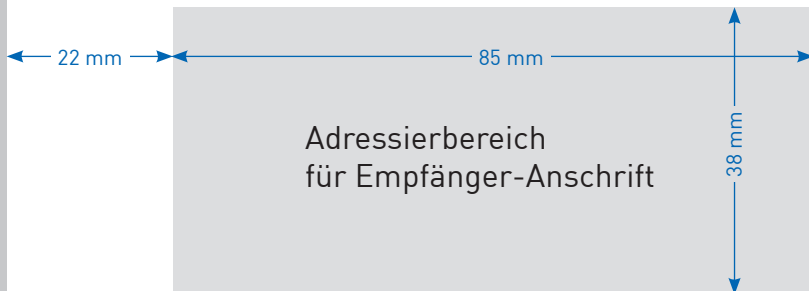 22 mm
85 mm
38 mm
Adressierbereich
für Empfänger-Anschrift